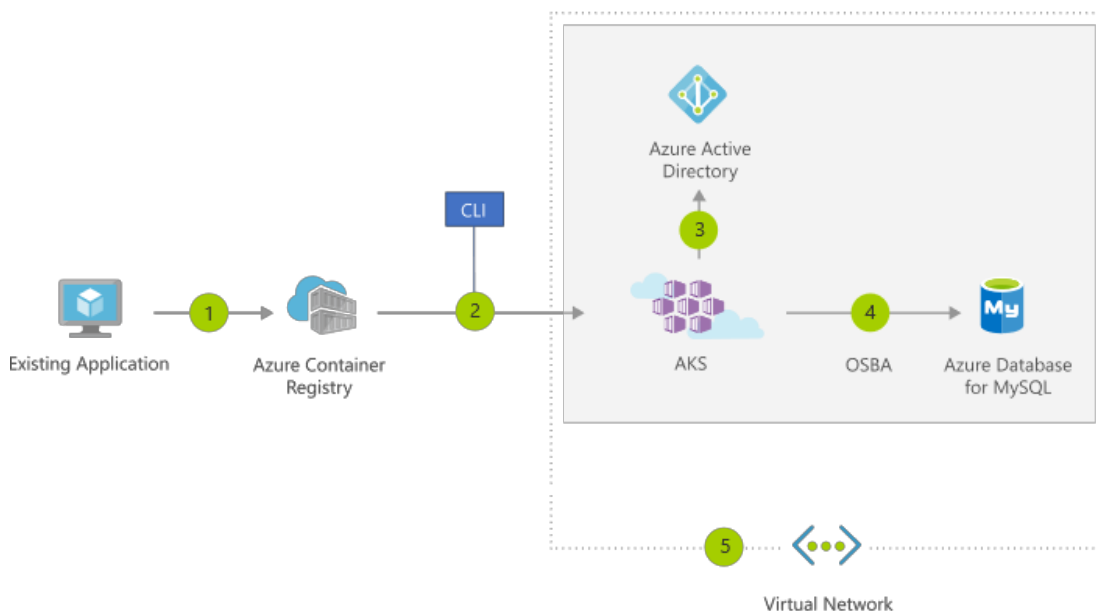 Azure Active
Directory
CLI
3
1
2
4
My
Existing Application
Azure Container
Registry
AKS
OSBA
Azure Database
for MySQL
5
Virtual Network